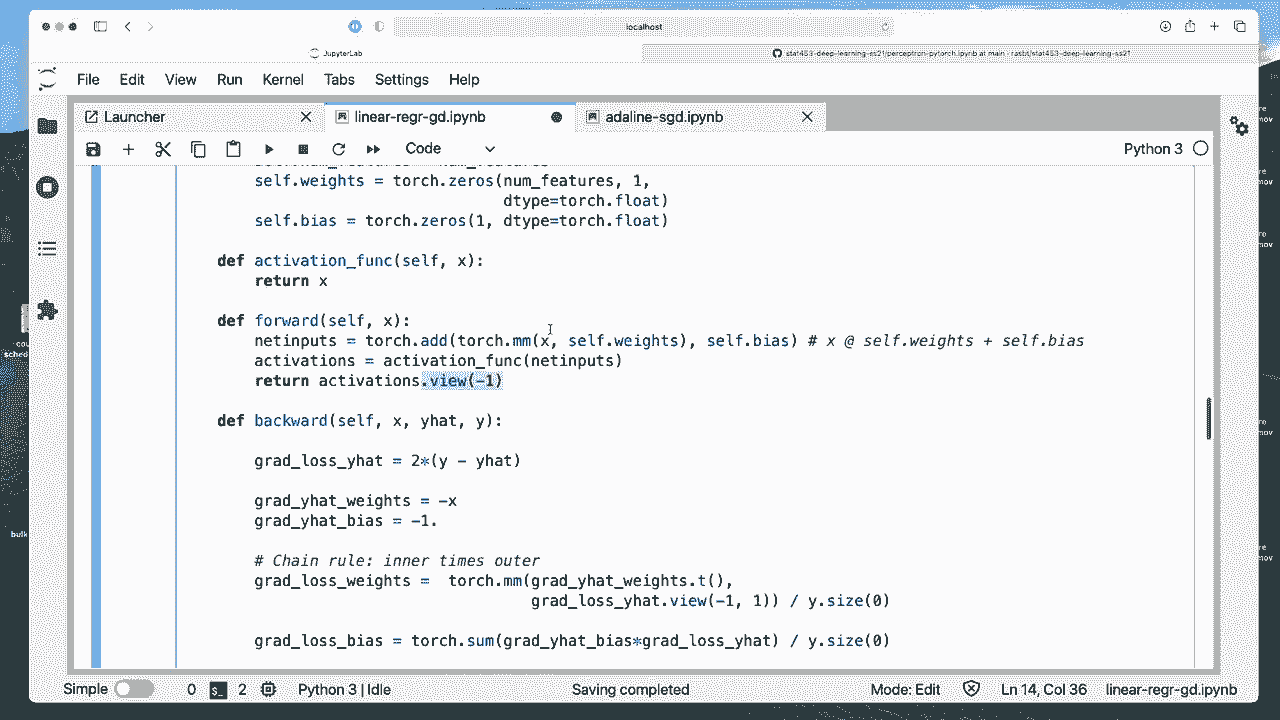 localhost
JupyterLab
stat453-deep-learning-ss21/perceptron-pytorch.ipynb at main · rasbt/stat453-deep-learning-ss21
File Edit View Run Kernel Tabs Settings Help
Launcher
linear-regr-gd.ipynb
adaline-sgd.ipynb
Code
Python 3
self.weights = torch.zeros(num_features, 1,
dtype=torch.float)
self.bias = torch.zeros(1, dtype=torch.float)
def activation_func(self, x):
return x
def forward(self, x):
netinputs = torch.add(torch.mm(x, self.weights), self.bias) # x @ self.weights + self.bias
activations = activation_func(netinputs)
return activations.view(-1)
def backward(self, x, yhat, y):
grad_loss_yhat = 2*(y - yhat)
grad_yhat_weights = -x
grad_yhat_bias = -1.
# Chain rule: inner times outer
grad_loss_weights =  torch.mm(grad_yhat_weights.t(),
grad_loss_yhat.view(-1, 1)) / y.size(0)
grad_loss_bias = torch.sum(grad_yhat_bias*grad_loss_yhat) / y.size(0)
Simple 0 2 Python 3 | Idle Saving completed Mode: Edit Ln 14, Col 36 linear-regr-gd.ipynb